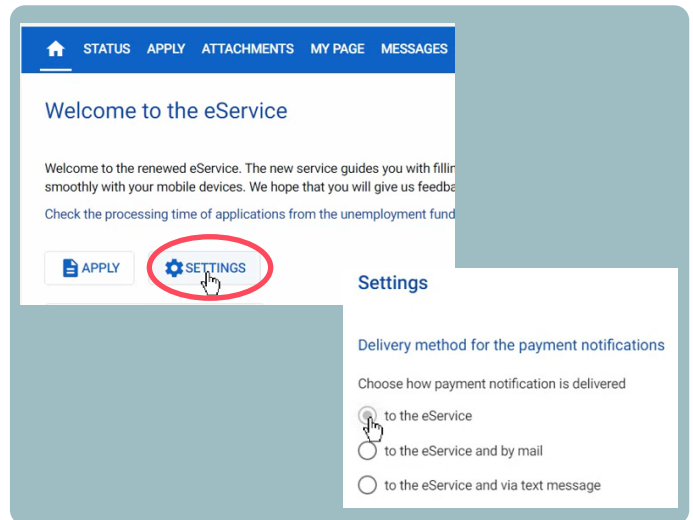 STATUS APPLY ATTACHMENTS MY PAGE MESSAGES
Welcome to the eService
Welcome to the renewed eService. The new service guides you with
smoothly with your mobile devices. We hope that you will give us
Check the processing time of applications from the unemployment fund
APPLY SETTINGS
Settings
Delivery method for the payment notifications
Choose how payment notification is delivered
to the eService
to the eService and by mail
to the eService and via text message